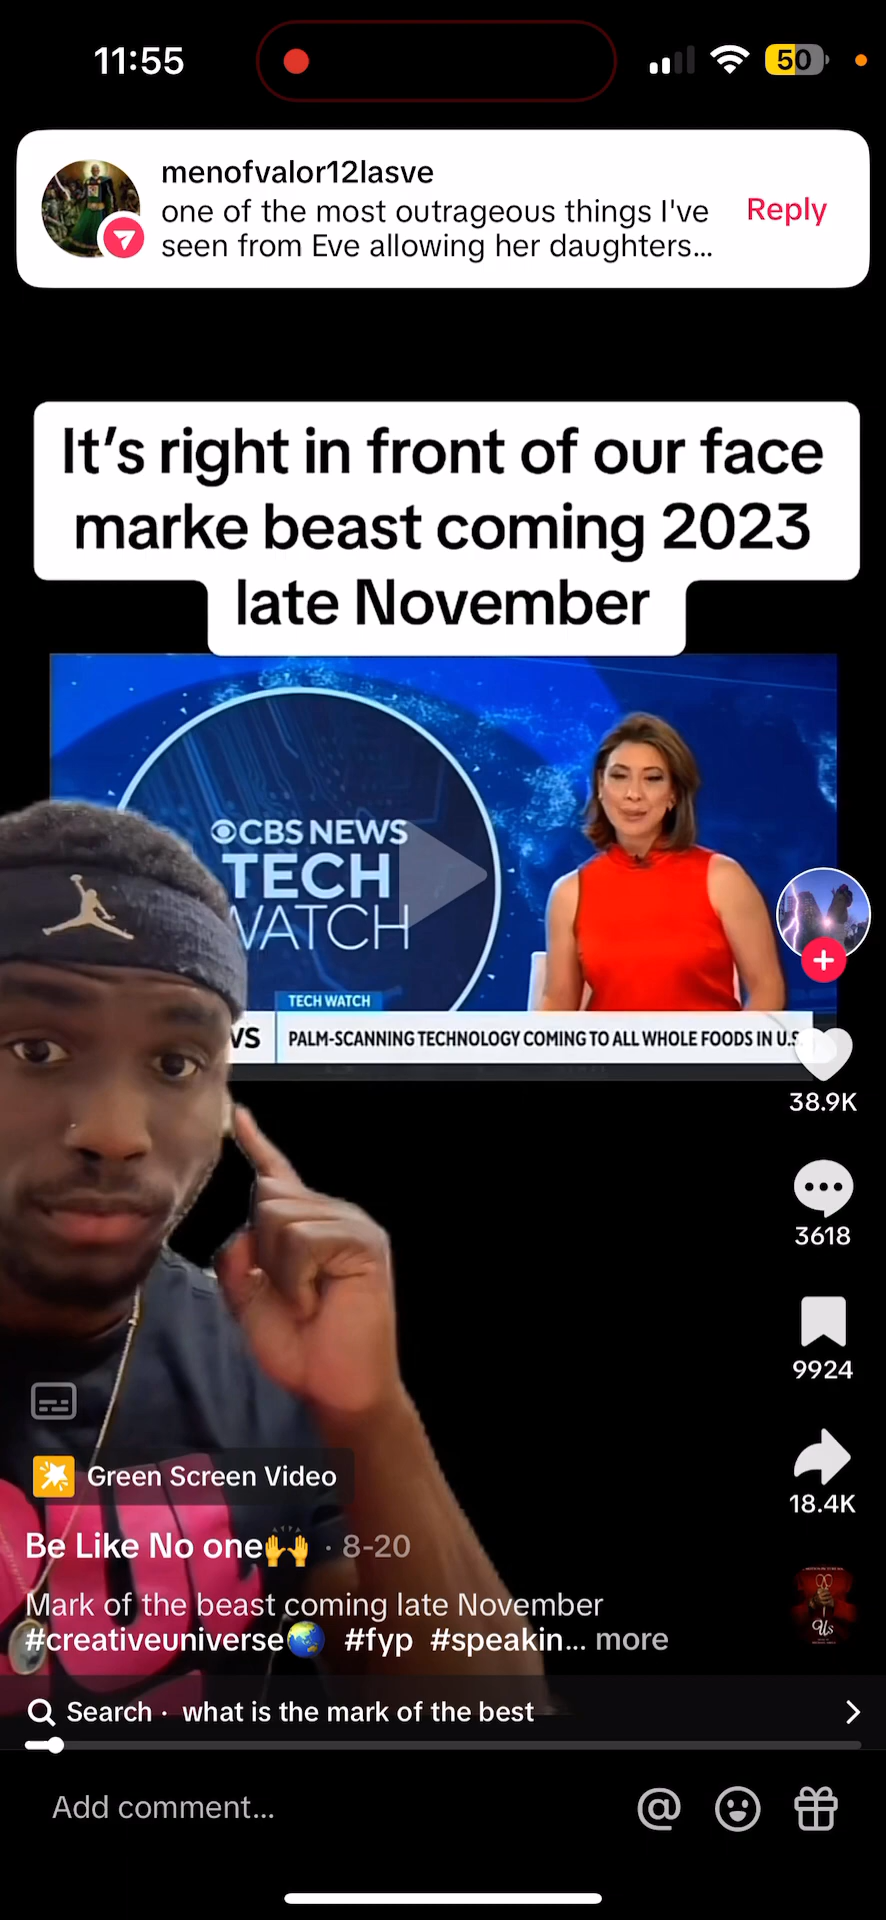 11:55
50
menofvalor12lasve
one of the most outrageous things I've
seen from Eve allowing her daughters...
Reply
It's right in front of our face
marke beast coming 2023
late November
CBS NEWS
TECH
WATCH
TECH WATCH
VS
PALM-SCANNING TECHNOLOGY COMING TO ALL WHOLE FOODS IN U.S.
38.9K
3618
9924
18.4K
Green Screen Video
Be Like No one🙌 · 8-20
Mark of the beast coming late November
#creativeuniverse🌏 #fyp #speakin... more
Us
Search · what is the mark of the best
Add comment...